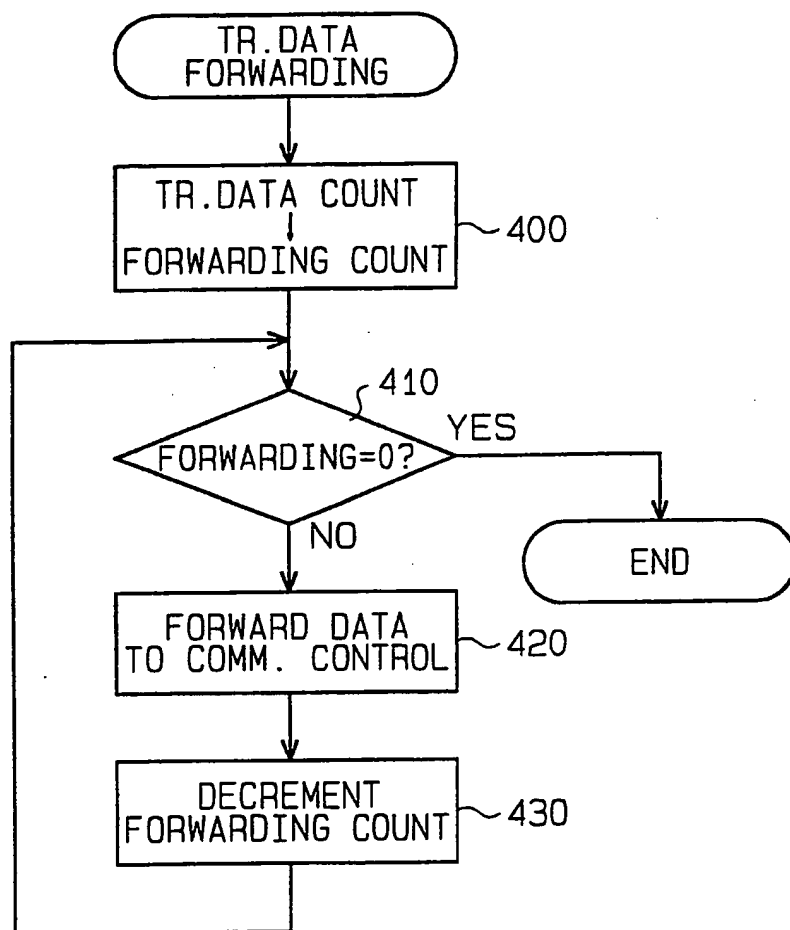 TR.DATA
FORWARDING
TR.DATA COUNT
↓
FORWARDING COUNT
400
410
FORWARDING=0?
YES
NO
END
FORWARD DATA
TO COMM. CONTROL
420
DECREMENT
FORWARDING COUNT
430